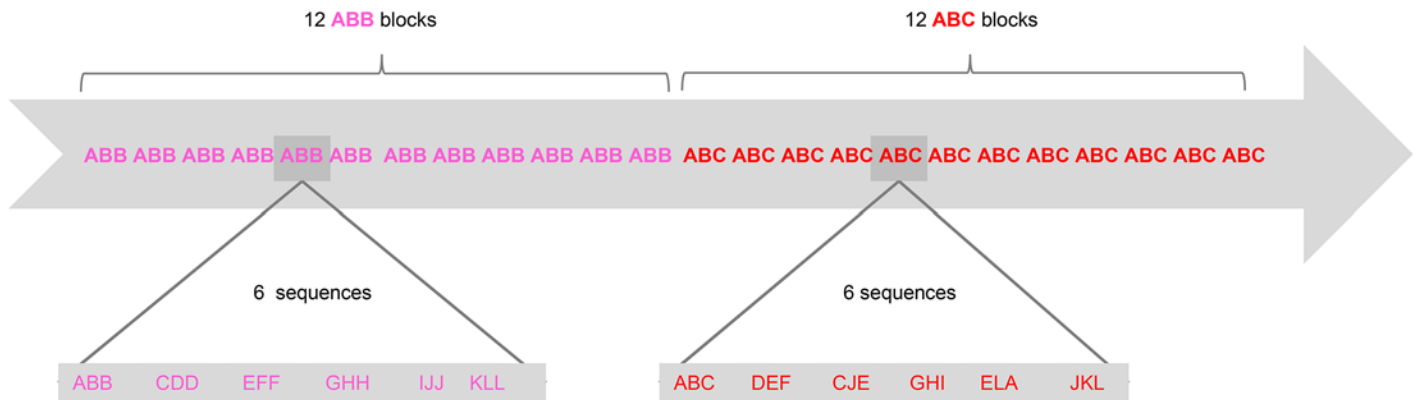 12 ABB blocks
12 ABC blocks
ABB ABB ABB ABB ABB ABB ABB ABB ABB ABB ABB ABB ABC ABC ABC ABC ABC ABC ABC ABC ABC ABC ABC ABC
6 sequences
6 sequences
ABB CDD EFF GHH IJJ KLL
ABC DEF CJE GHI ELA JKL